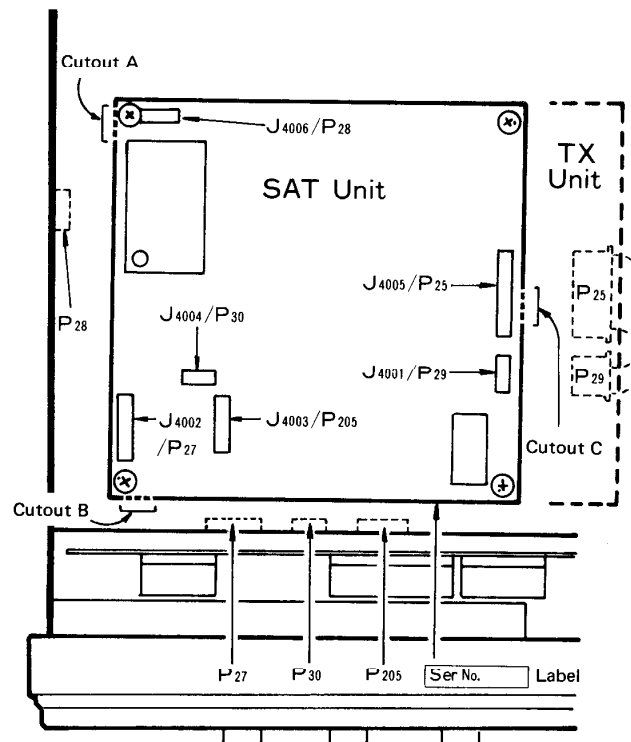 Cutout A
J4006/P28
SAT Unit
TX
Unit
J4005/P25
P25
P28
J4004/P30
J4001/P29
P29
J4002
/P27
J4003/P205
Cutout C
Cutout B
P27
P30
P205
Ser No.
Label